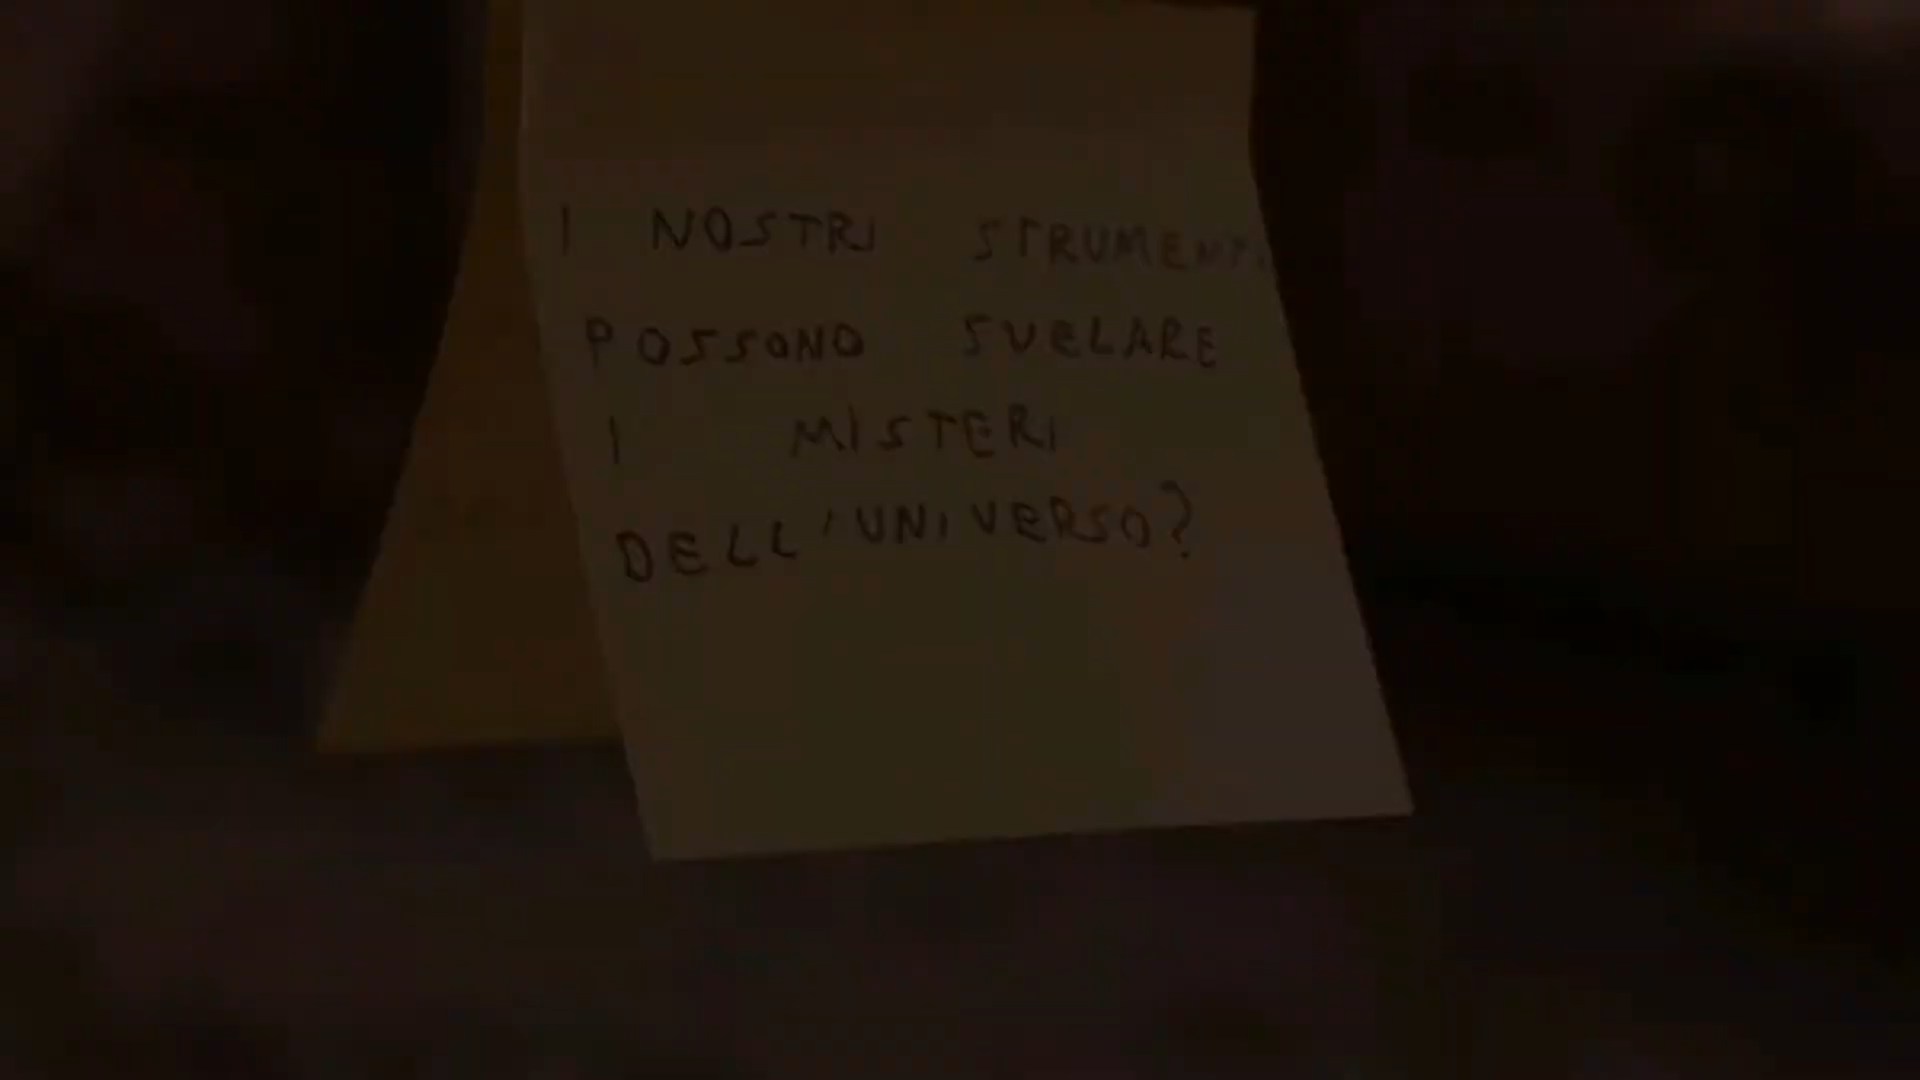 I NOSTRI STRUMENTI
POSSONO SVELARE
I MISTERI
DELL'UNIVERSO?